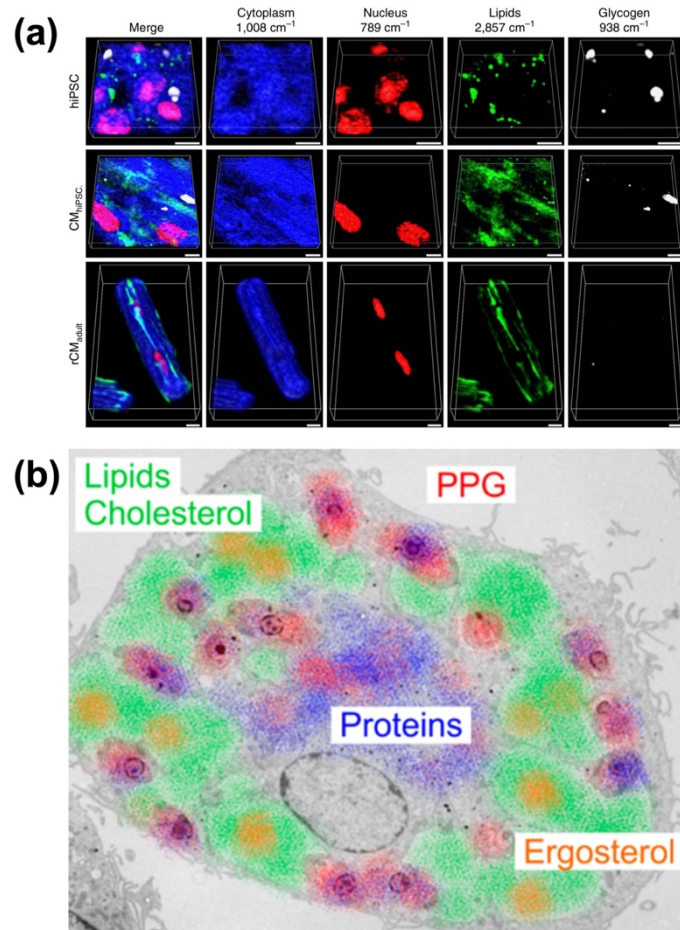 (a)
Merge
Cytoplasm
1,008 cm⁻¹
Nucleus
789 cm⁻¹
Lipids
2,857 cm⁻¹
Glycogen
938 cm⁻¹
hiPSC
CMhiPSC.
rCMadult
(b)
Lipids
Cholesterol
PPG
Proteins
Ergosterol